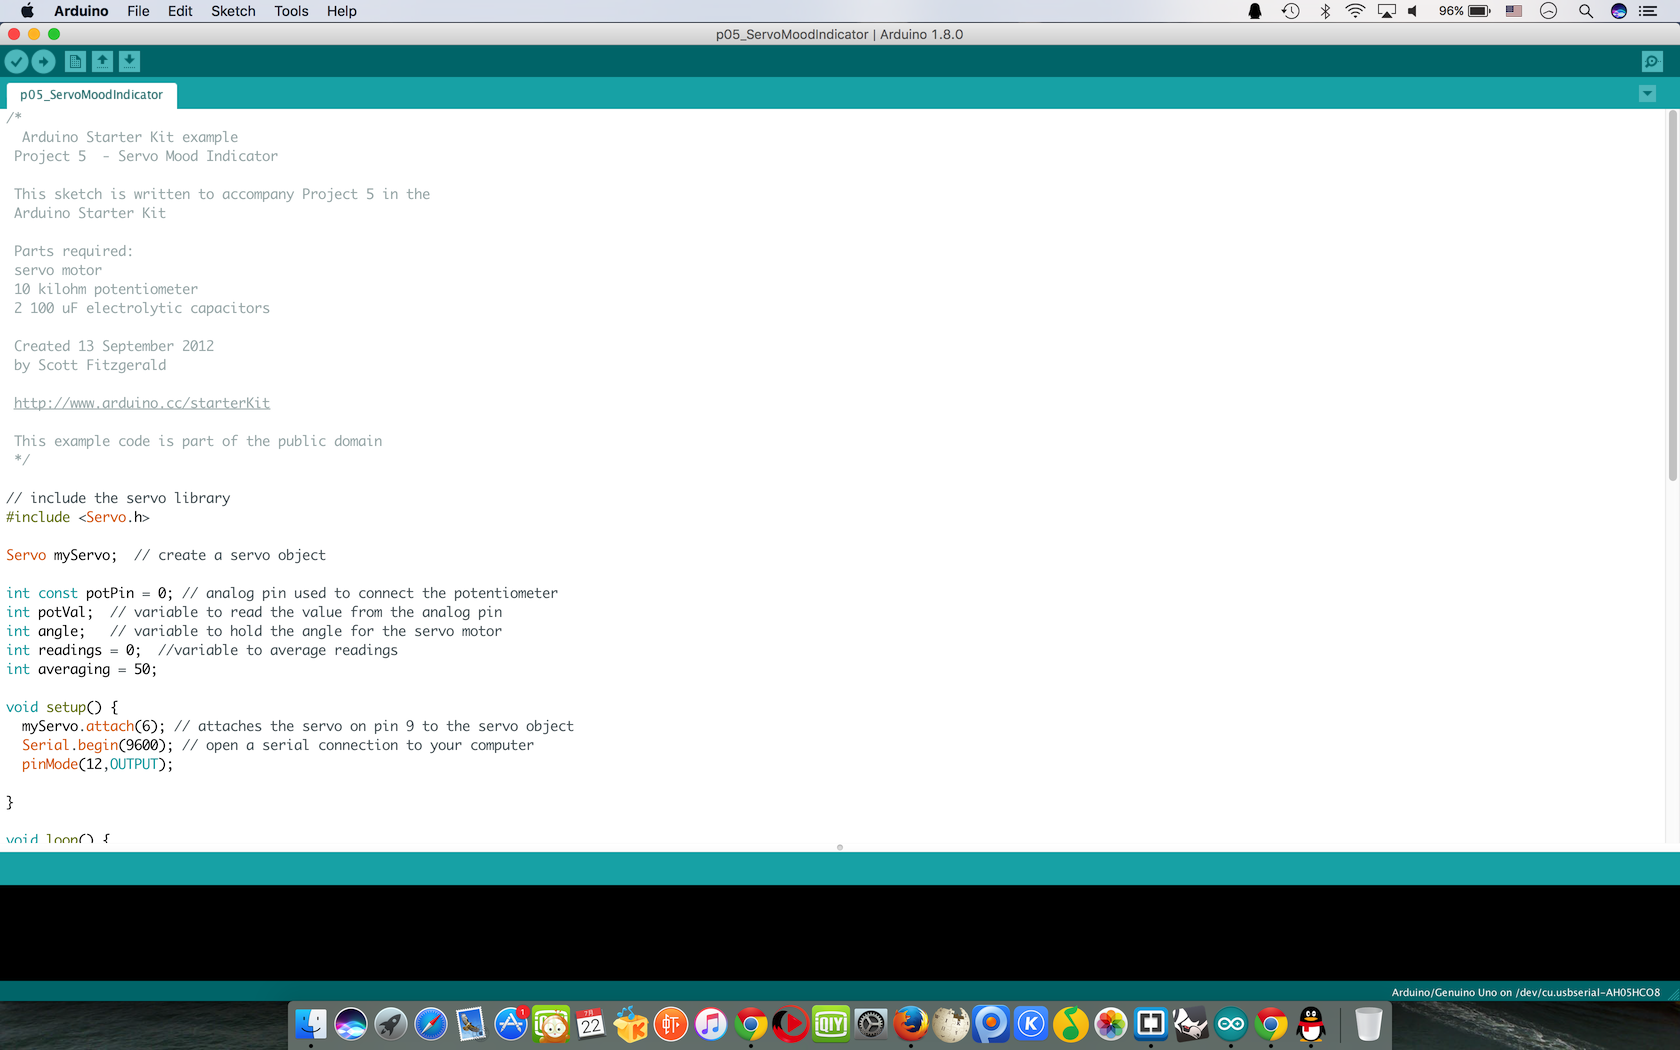 Arduino File Edit Sketch Tools Help 96%
p05_ServoMoodIndicator | Arduino 1.8.0
p05_ServoMoodIndicator
/*
Arduino Starter Kit example
Project 5  - Servo Mood Indicator
This sketch is written to accompany Project 5 in the
Arduino Starter Kit
Parts required:
servo motor
10 kilohm potentiometer
2 100 uF electrolytic capacitors
Created 13 September 2012
by Scott Fitzgerald
http://www.arduino.cc/starterKit
This example code is part of the public domain
*/
// include the servo library
#include <Servo.h>
Servo myServo;  // create a servo object
int const potPin = 0; // analog pin used to connect the potentiometer
int potVal;  // variable to read the value from the analog pin
int angle;   // variable to hold the angle for the servo motor
int readings = 0;  //variable to average readings
int averaging = 50;
void setup() {
myServo.attach(6); // attaches the servo on pin 9 to the servo object
Serial.begin(9600); // open a serial connection to your computer
pinMode(12,OUTPUT);
}
void loop() {
Arduino/Genuino Uno on /dev/cu.usbserial-AH05HCO8
1
7月
22
QIY
K